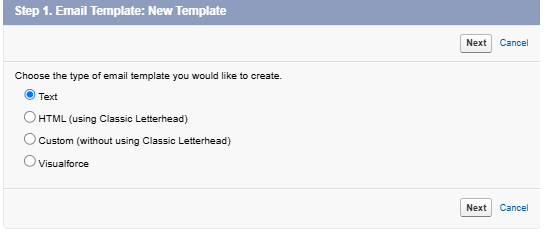 Step 1. Email Template: New Template
Next Cancel
Choose the type of email template you would like to create.
Text
HTML (using Classic Letterhead)
Custom (without using Classic Letterhead)
Visualforce
Next Cancel